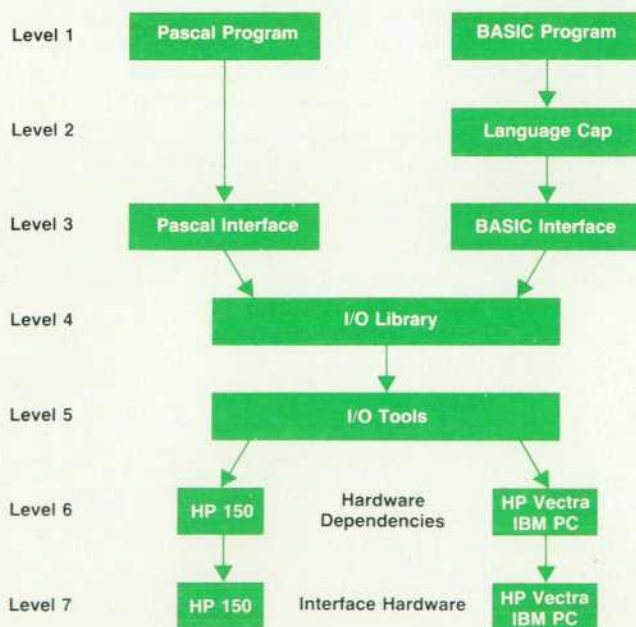 Level 1 Pascal Program BASIC Program
Level 2 Language Cap
Level 3 Pascal Interface BASIC Interface
Level 4 I/O Library
Level 5 I/O Tools
Level 6 HP 150 Hardware Dependencies HP Vectra IBM PC
Level 7 HP 150 Interface Hardware HP Vectra IBM PC